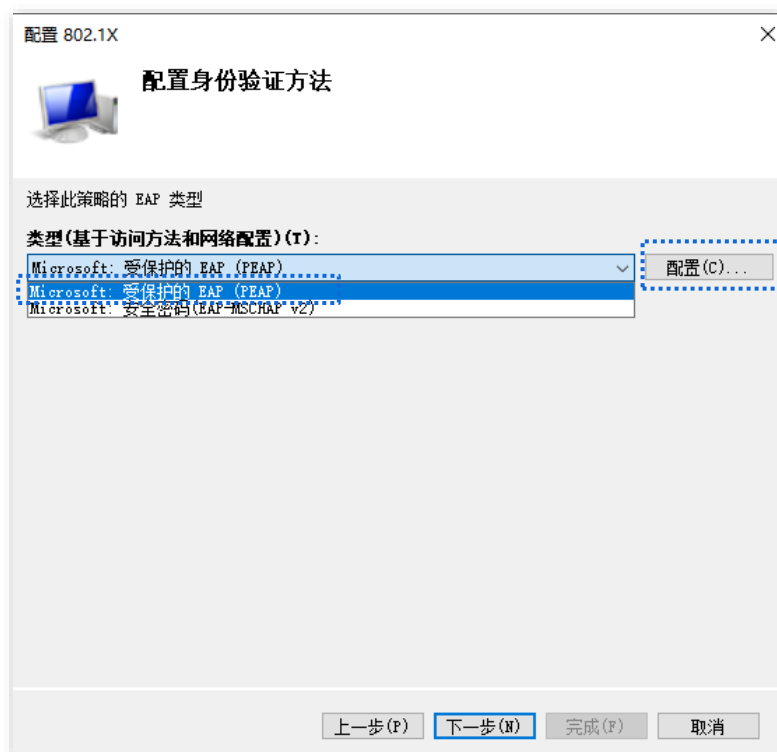 配置 802.1X
配置身份验证方法
选择此策略的 EAP 类型
类型(基于访问方法和网络配置)(T):
Microsoft: 受保护的 EAP (PEAP)
配置(C)...
Microsoft: 受保护的 EAP (PEAP)
Microsoft: 安全密码(EAP-MSCHAP v2)
上一步(P) 下一步(N) 完成(F) 取消